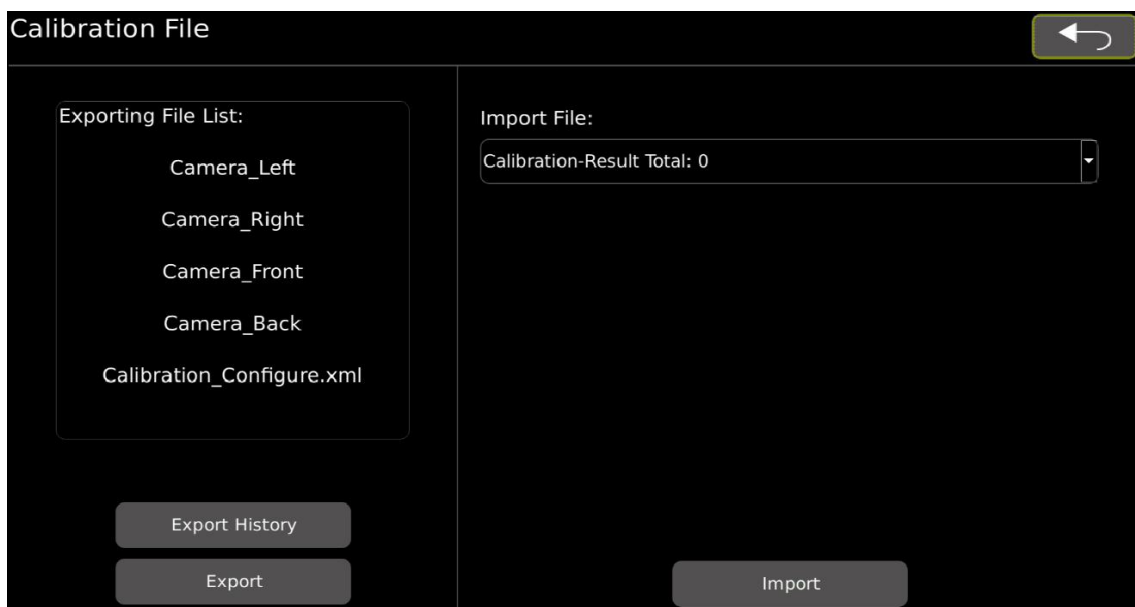 Calibration File
Exporting File List:
Camera_Left
Camera_Right
Camera_Front
Camera_Back
Calibration_Configure.xml
Export History
Export
Import File:
Calibration-Result Total: 0
Import